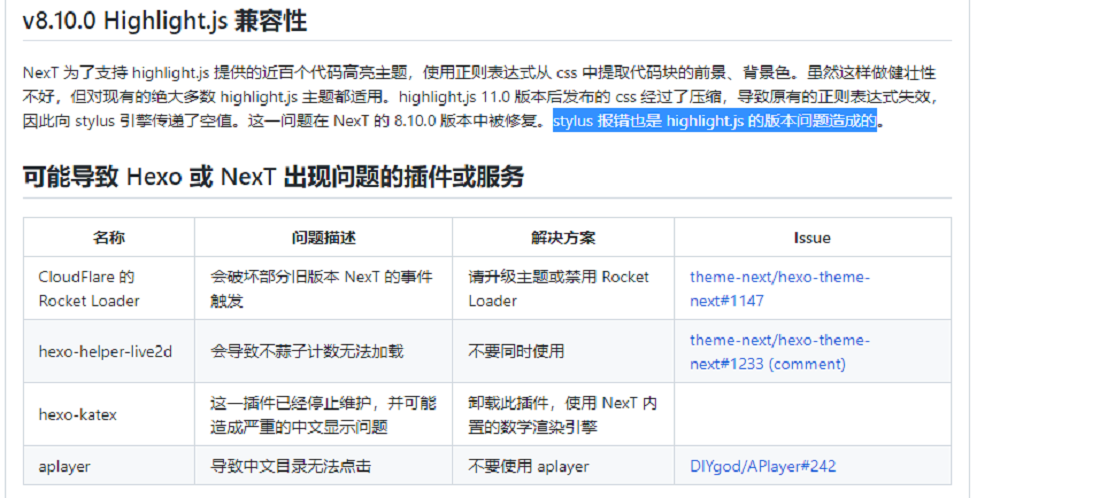 v8.10.0 Highlight.js 兼容性
NexT 为了支持 highlight.js 提供的近百个代码高亮主题，使用正则表达式从 css 中提取代码块的前景、背景色。虽然这样做健壮性
不好，但对现有的绝大多数 highlight.js 主题都适用。highlight.js 11.0 版本后发布的 css 经过了压缩，导致原有的正则表达式失效，
因此向 stylus 引擎传递了空值。这一问题在 NexT 的 8.10.0 版本中被修复。stylus 报错也是 highlight.js 的版本问题造成的。
可能导致 Hexo 或 NexT 出现问题的插件或服务
名称 问题描述 解决方案 Issue
CloudFlare 的 会破坏部分旧版本 NexT 的事件 请升级主题或禁用 Rocket theme-next/hexo-theme-
Rocket Loader 触发 Loader next#1147
hexo-helper-live2d 会导致不蒜子计数无法加载 不要同时使用 theme-next/hexo-theme-
next#1233 (comment)
hexo-katex 这一插件已经停止维护，并可能 卸载此插件，使用 NexT 内
造成严重的中文显示问题 置的数学渲染引擎
aplayer 导致中文目录无法点击 不要使用 aplayer DIYgod/APlayer#242